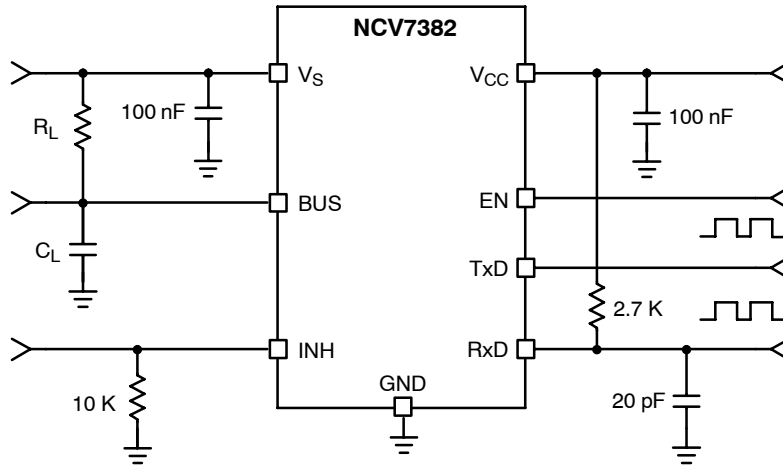 NCV7382
V_S
V_CC
100 nF
100 nF
R_L
BUS
EN
C_L
TxD
2.7 K
INH
RxD
GND
10 K
20 pF